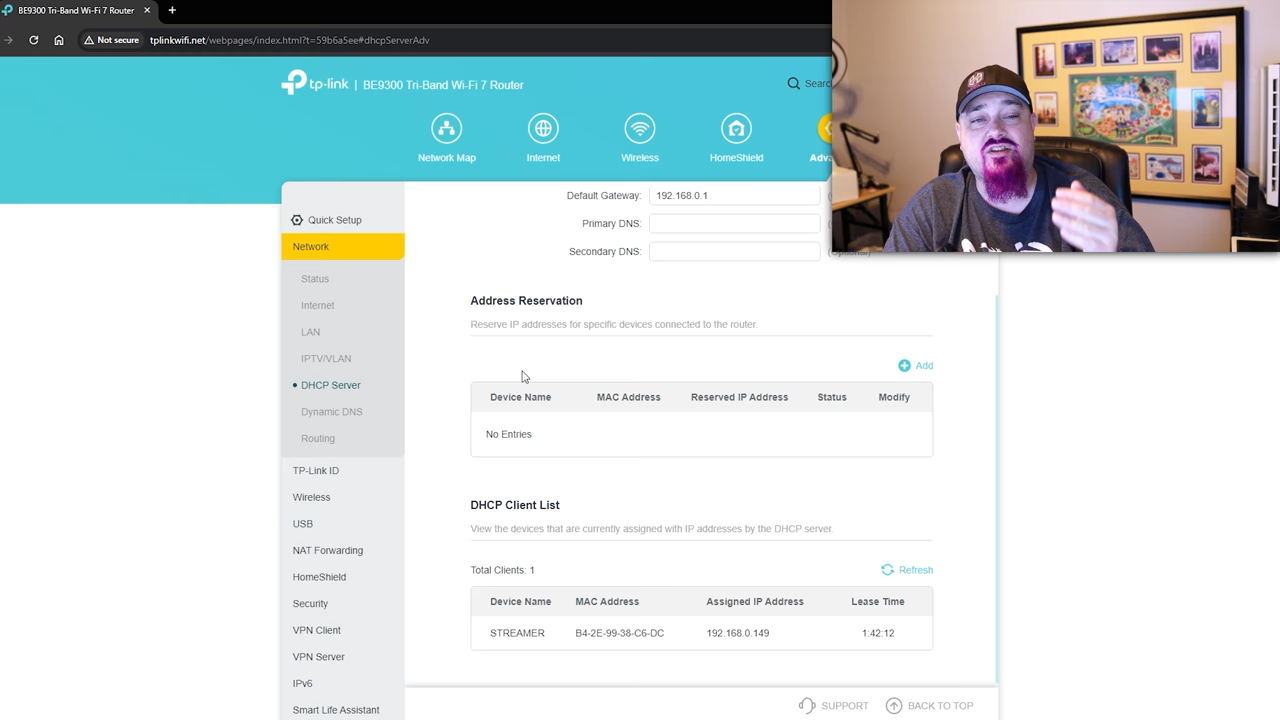 BE9300 Tri-Band Wi-Fi 7 Router
Not secure
tplinkwifi.net/webpages/index.html?t=59b6a5ee#dhcpServerAdv
tp-link | BE9300 Tri-Band Wi-Fi 7 Router
Searc
Network Map
Internet
Wireless
HomeShield
Adva
Quick Setup
Network
Status
Internet
LAN
IPTV/VLAN
DHCP Server
Dynamic DNS
Routing
TP-Link ID
Wireless
USB
NAT Forwarding
HomeShield
Security
VPN Client
VPN Server
IPv6
Smart Life Assistant
Default Gateway: 192.168.0.1
Primary DNS:
Secondary DNS:
Address Reservation
Reserve IP addresses for specific devices connected to the router.
Add
Device Name MAC Address Reserved IP Address Status Modify
No Entries
DHCP Client List
View the devices that are currently assigned with IP addresses by the DHCP server.
Total Clients: 1 Refresh
Device Name MAC Address Assigned IP Address Lease Time
STREAMER B4-2E-99-38-C6-DC 192.168.0.149 1:42:12
SUPPORT BACK TO TOP